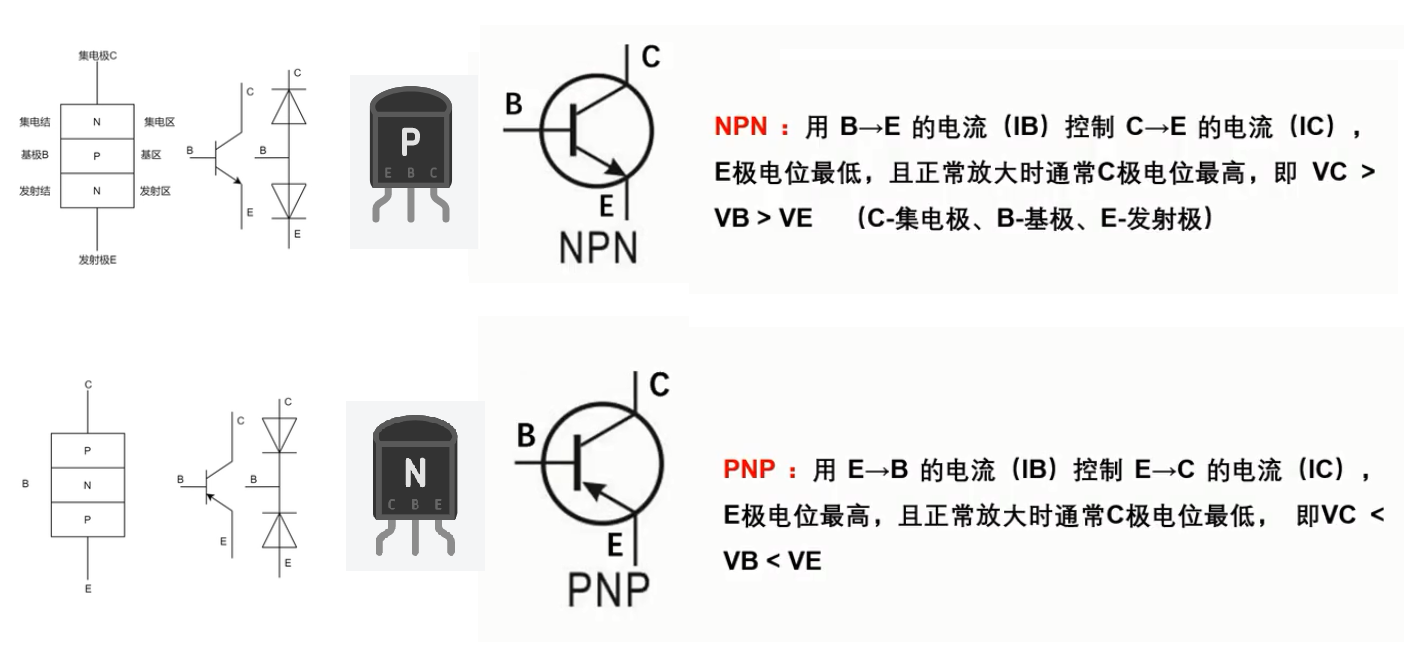 集电极C
集电结
N
集电区
基极B
P
基区
发射结
N
发射区
发射极E
C
B
E
C
B
E
P
E B C
C
B
E
NPN
NPN ：用 B→E 的电流（IB）控制 C→E 的电流（IC），
E极电位最低，且正常放大时通常C极电位最高，即 VC >
VB > VE （C-集电极、B-基极、E-发射极）
C
P
B
N
P
E
C
B
E
C
B
E
N
C B E
C
B
E
PNP
PNP ：用 E→B 的电流（IB）控制 E→C 的电流（IC），
E极电位最高，且正常放大时通常C极电位最低， 即VC <
VB < VE